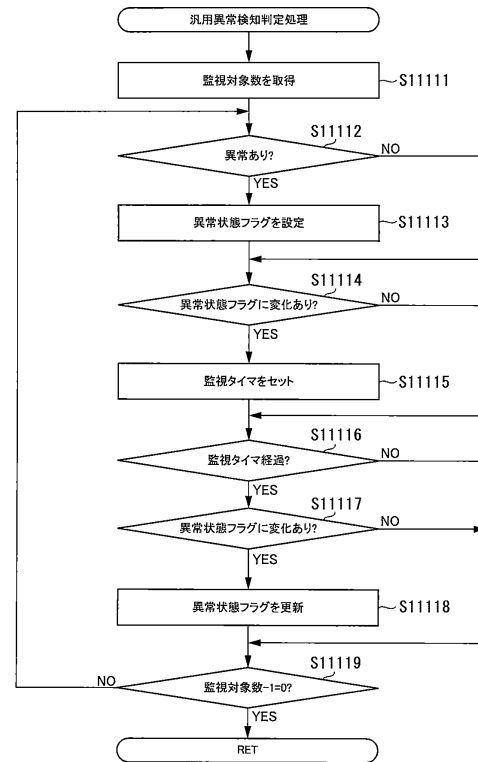 汎用異常検知判定処理
監視対象数を取得
S11111
S11112
異常あり?
NO
YES
異常状態フラグを設定
S11113
S11114
異常状態フラグに変化あり?
NO
YES
監視タイマをセット
S11115
S11116
監視タイマ経過?
NO
YES
S11117
異常状態フラグに変化あり?
NO
YES
異常状態フラグを更新
S11118
S11119
NO
監視対象数-1=0?
YES
RET